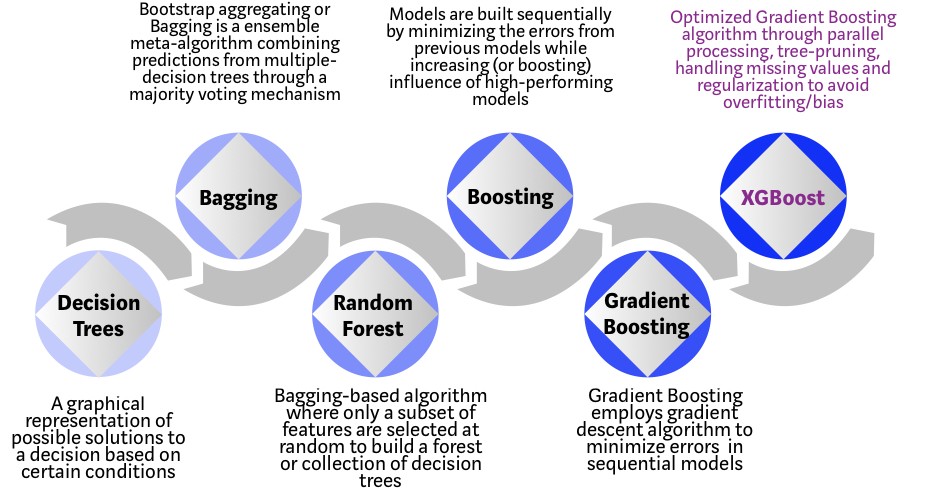 Bootstrap aggregating or
Bagging is a ensemble
meta-algorithm combining
predictions from multiple-
decision trees through a
majority voting mechanism
Models are built sequentially
by minimizing the errors from
previous models while
increasing (or boosting)
influence of high-performing
models
Optimized Gradient Boosting
algorithm through parallel
processing, tree-pruning,
handling missing values and
regularization to avoid
overfitting/bias
Bagging
Boosting
XGBoost
Decision
Trees
Random
Forest
Gradient
Boosting
A graphical
representation of
possible solutions to
a decision based on
certain conditions
Bagging-based algorithm
where only a subset of
features are selected at
random to build a forest
or collection of decision
trees
Gradient Boosting
employs gradient
descent algorithm to
minimize errors in
sequential models